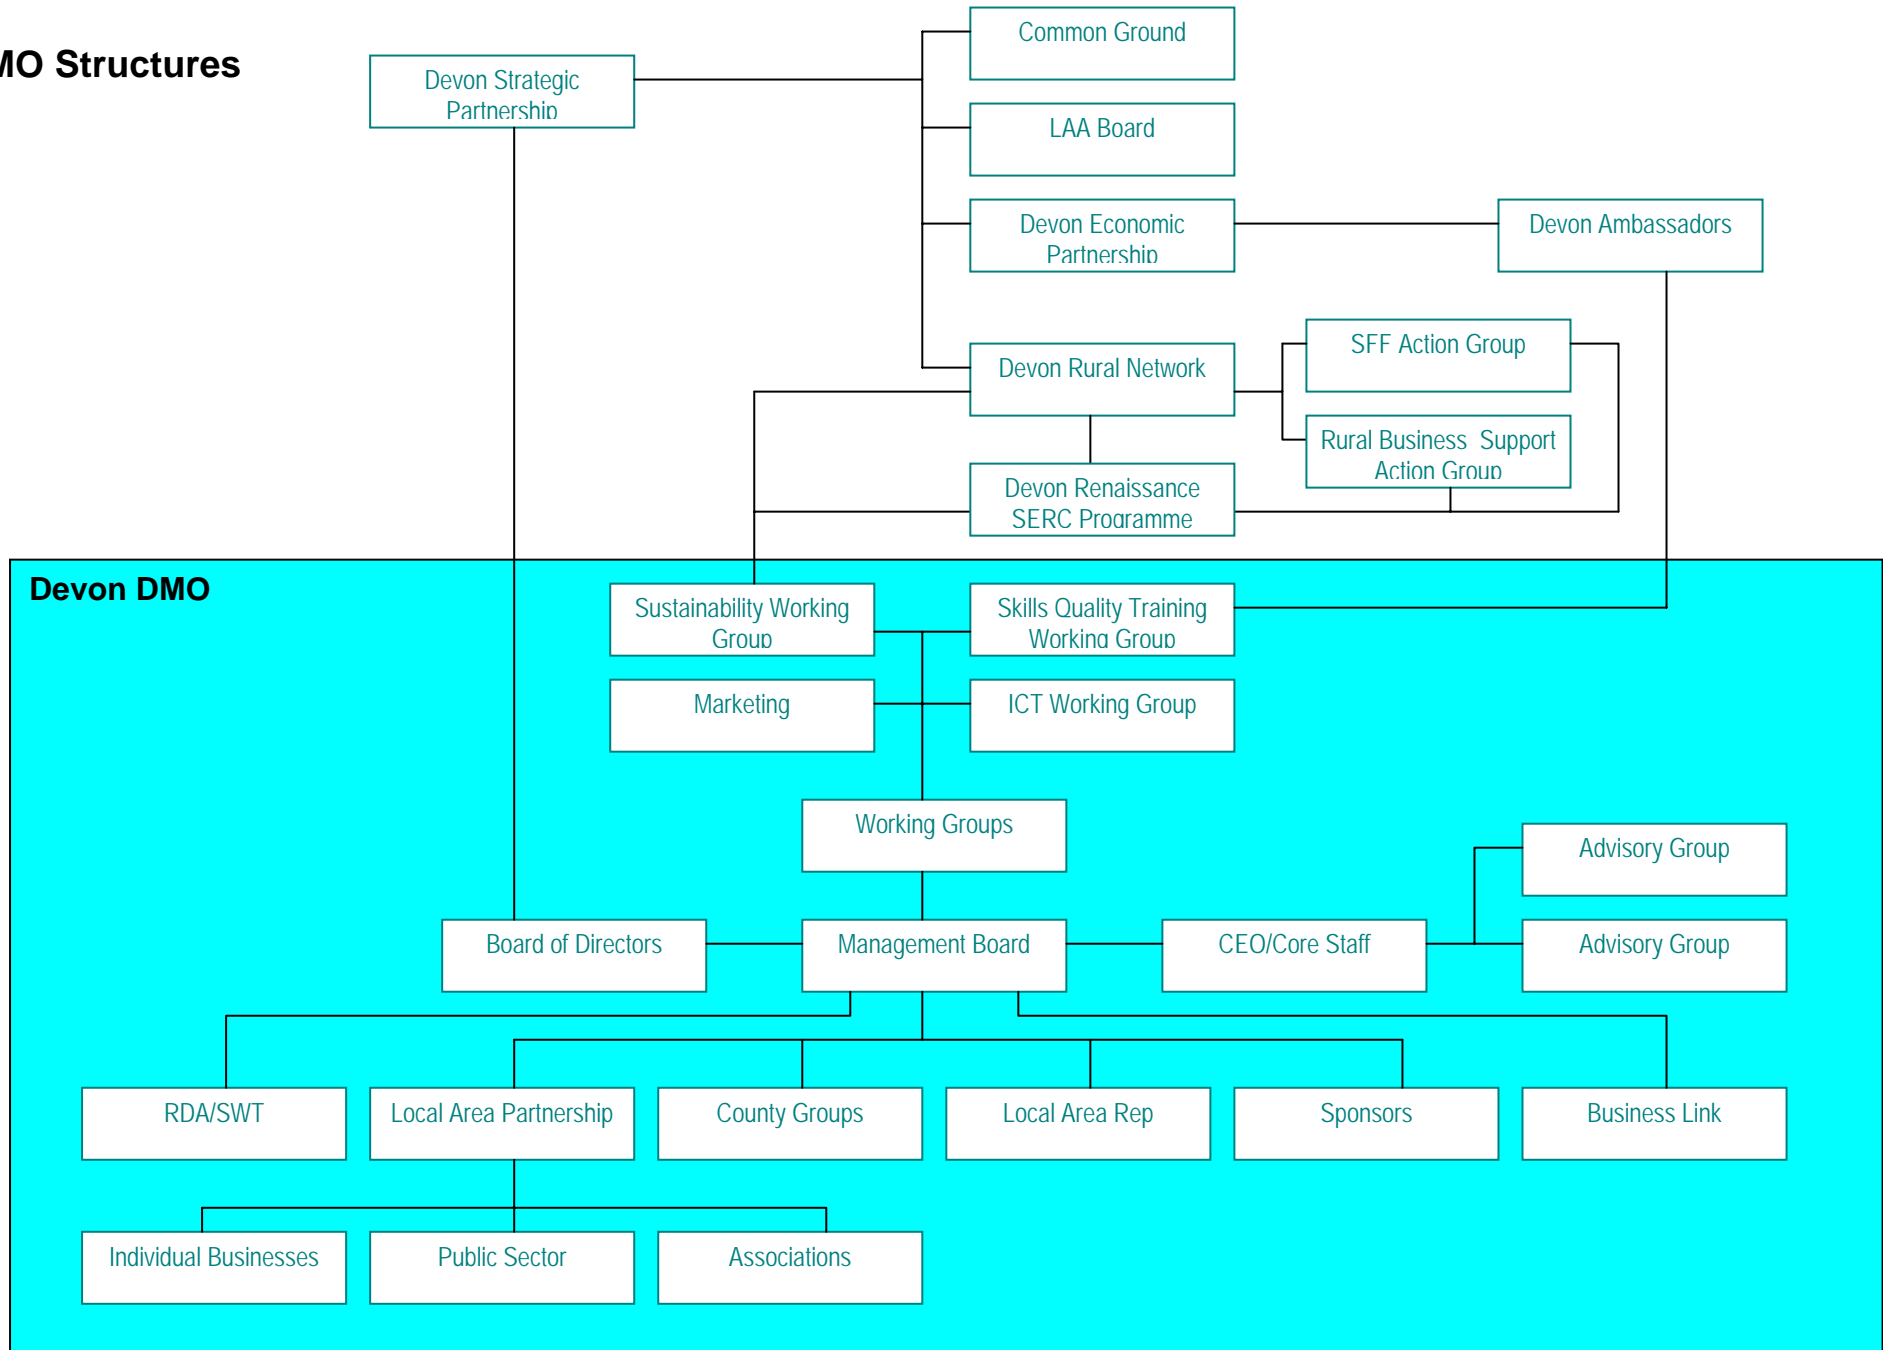 MO Structures
Common Ground
Devon Strategic
Partnership
LAA Board
Devon Economic
Partnership
Devon Ambassadors
SFF Action Group
Devon Rural Network
Rural Business Support
Action Group
Devon Renaissance
SERC Programme
Devon DMO
Sustainability Working
Group
Skills Quality Training
Working Group
Marketing
ICT Working Group
Working Groups
Advisory Group
Board of Directors
Management Board
CEO/Core Staff
Advisory Group
RDA/SWT
Local Area Partnership
County Groups
Local Area Rep
Sponsors
Business Link
Individual Businesses
Public Sector
Associations